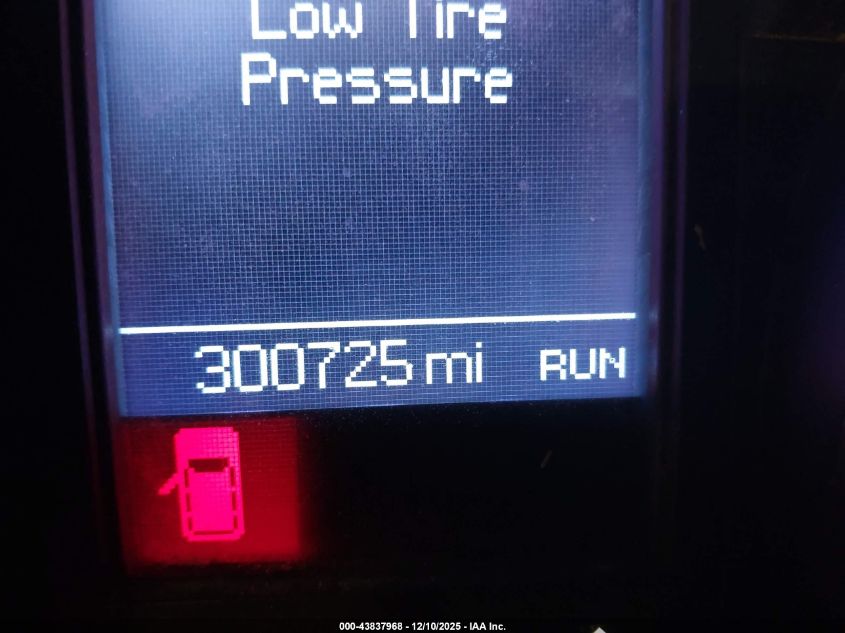 Low Tire
Pressure
300725 mi RUN
000-43837968 - 12/10/2025 - IAA Inc.